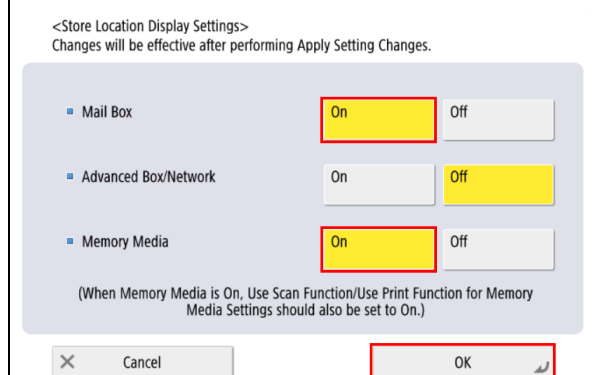 <Store Location Display Settings>
Changes will be effective after performing Apply Setting Changes.
Mail Box On Off
Advanced Box/Network On Off
Memory Media On Off
(When Memory Media is On, Use Scan Function/Use Print Function for Memory
Media Settings should also be set to On.)
Cancel OK